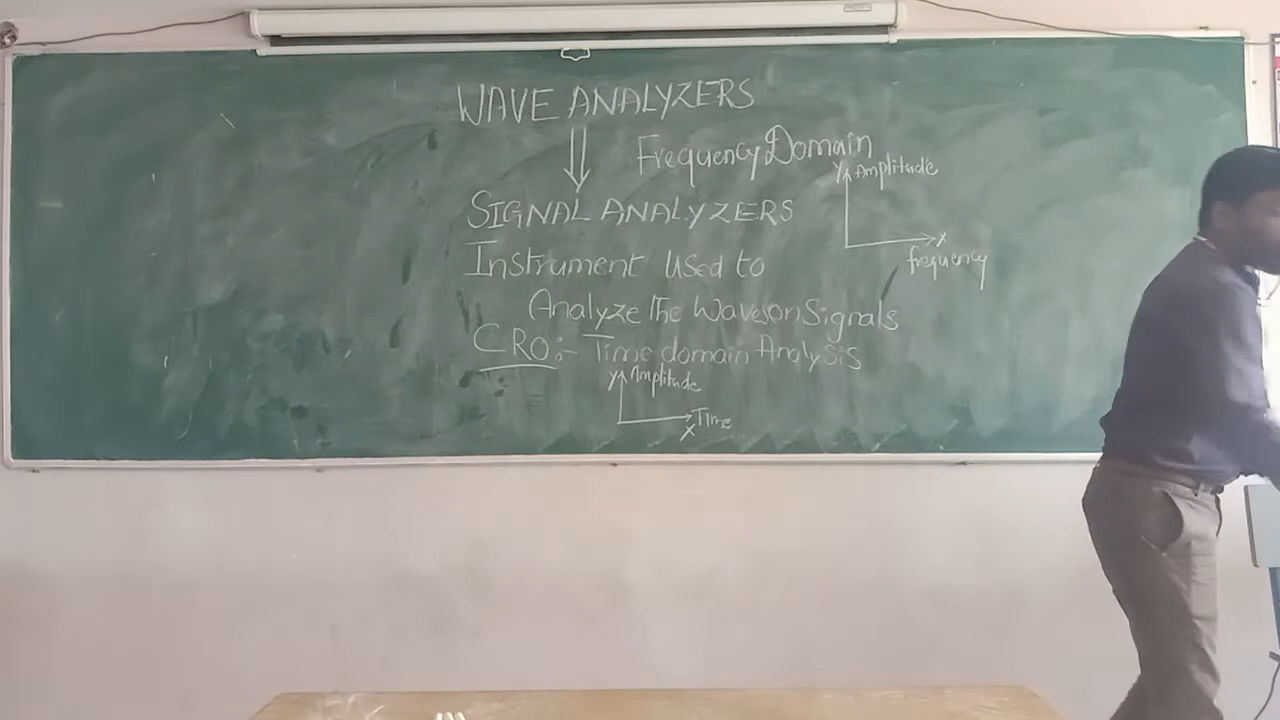 WAVE ANALYZERS
Frequency Domain
Y Amplitude
X
frequency
SIGNAL ANALYZERS
Instrument Used to
Analyze the Waves on Signals
CRO:- Time domain Analysis
Y Amplitude
Time
X